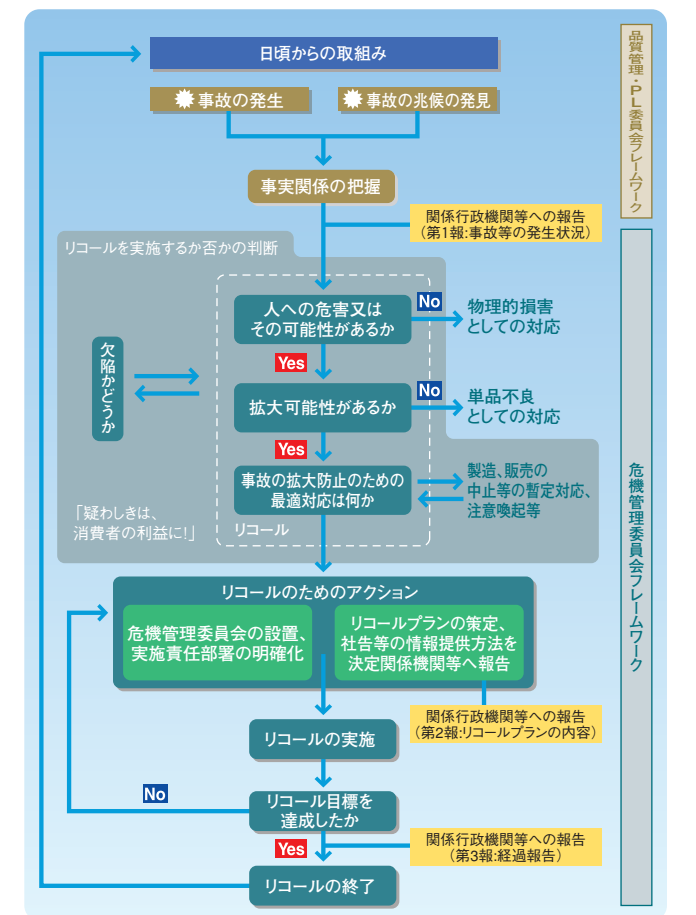 日頃からの取組み
事故の発生
事故の兆候の発見
事実関係の把握
関係行政機関等への報告
（第1報:事故等の発生状況）
品質管理・PL委員会フレームワーク
リコールを実施するか否かの判断
人への危害又は
その可能性があるか
No
物理的損害
としての対応
Yes
欠陥かどうか
拡大可能性があるか
No
単品不良
としての対応
Yes
事故の拡大防止のための
最適対応は何か
製造、販売の
中止等の暫定対応、
注意喚起等
「疑わしきは、
消費者の利益に!」
リコール
危機管理委員会フレームワーク
リコールのためのアクション
危機管理委員会の設置、
実施責任部署の明確化
リコールプランの策定、
社告等の情報提供方法を
決定関係機関等へ報告
関係行政機関等への報告
（第2報:リコールプランの内容）
リコールの実施
No
リコール目標を
達成したか
Yes
関係行政機関等への報告
（第3報:経過報告）
リコールの終了